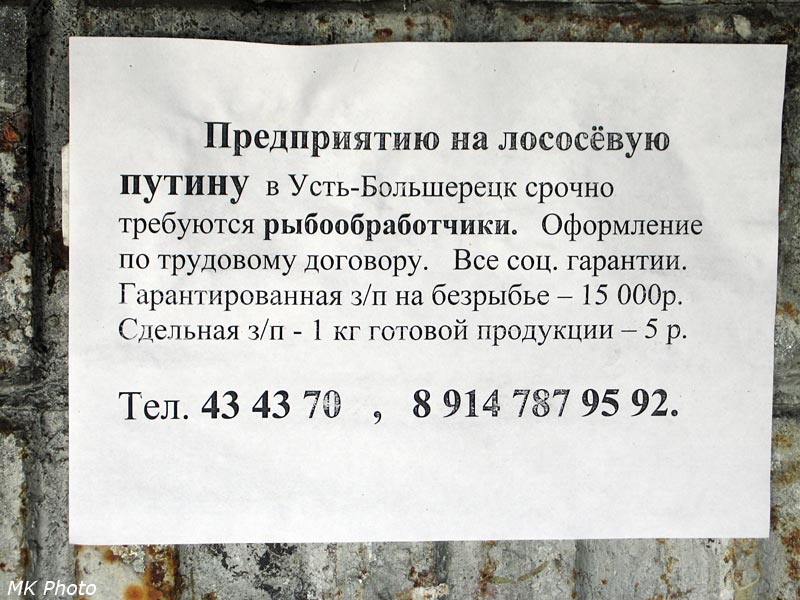 Предприятию на лососёвую
путину в Усть-Большерецк срочно
требуются рыбообработчики. Оформление
по трудовому договору. Все соц. гарантии.
Гарантированная з/п на безрыбье – 15 000р.
Сдельная з/п - 1 кг готовой продукции – 5 р.
Тел. 43 43 70 , 8 914 787 95 92.
MK Photo